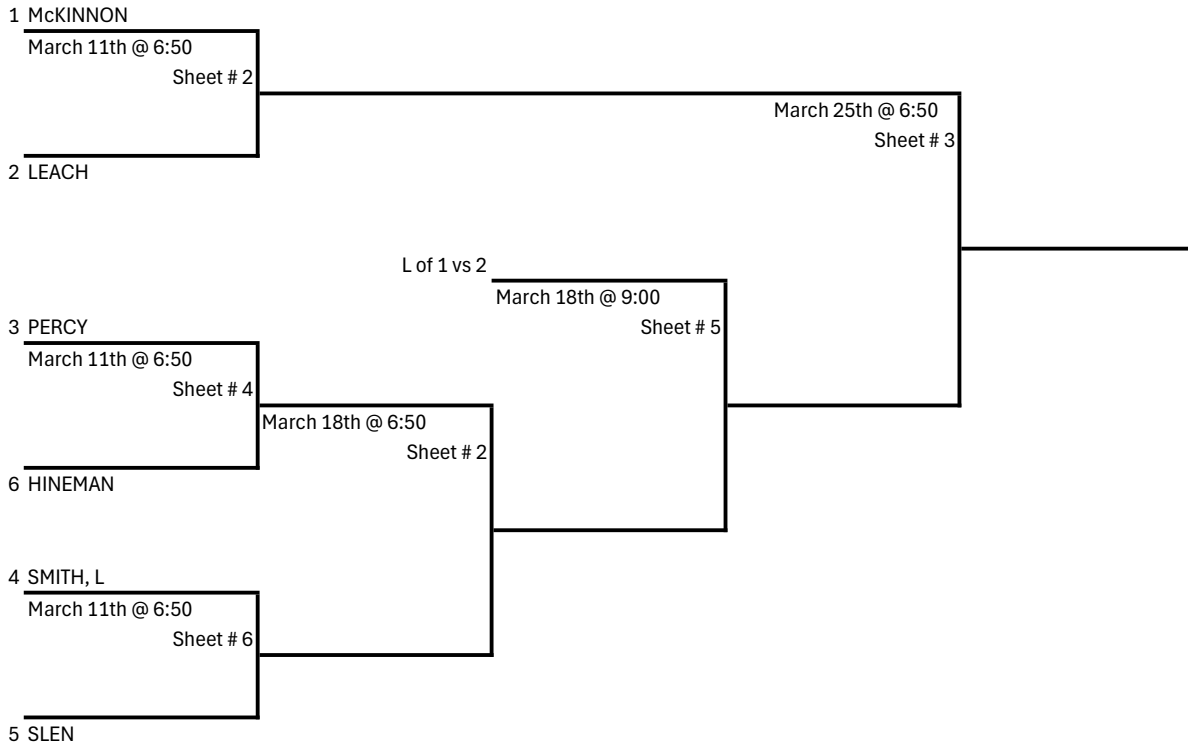 1 McKINNON
March 11th @ 6:50
Sheet # 2
March 25th @ 6:50
Sheet # 3
2 LEACH
L of 1 vs 2
March 18th @ 9:00
Sheet # 5
3 PERCY
March 11th @ 6:50
Sheet # 4
March 18th @ 6:50
Sheet # 2
6 HINEMAN
4 SMITH, L
March 11th @ 6:50
Sheet # 6
5 SLEN